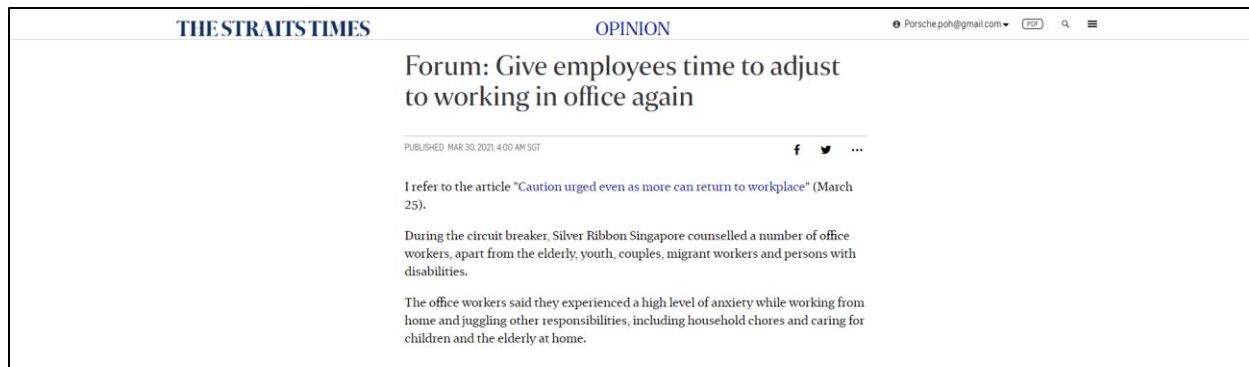 THE STRAITS TIMES
OPINION
Porsche.poh@gmail.com
PDF
Forum: Give employees time to adjust
to working in office again
PUBLISHED MAR 30, 2021, 4:00 AM SGT
I refer to the article "Caution urged even as more can return to workplace" (March
25).
During the circuit breaker, Silver Ribbon Singapore counselled a number of office
workers, apart from the elderly, youth, couples, migrant workers and persons with
disabilities.
The office workers said they experienced a high level of anxiety while working from
home and juggling other responsibilities, including household chores and caring for
children and the elderly at home.